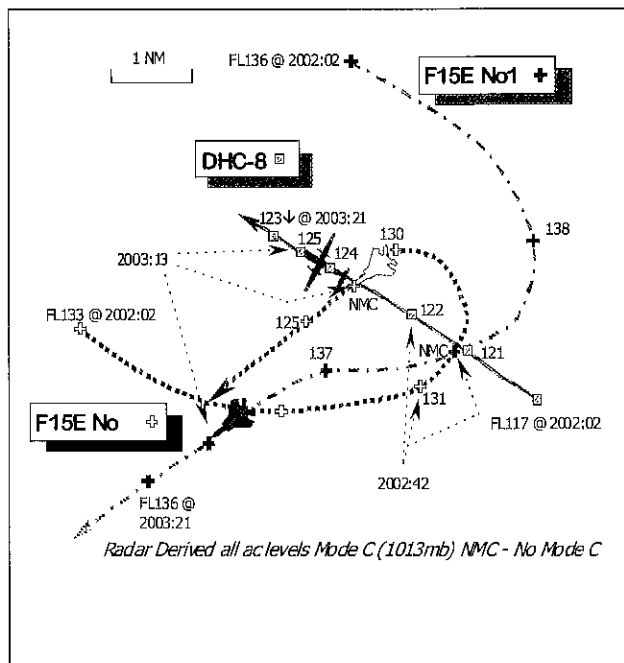 1 NM
FL136 @ 2002:02
F15E No1
DHC-8
123↓ @ 2003:21
130
125
124
138
2003:13
NMC
122
FL133 @ 2002:02
125
NMC
121
137
131
F15E No
FL117 @ 2002:02
2002:42
FL136 @
2003:21
Radar Derived all ac levels Mode C (1013mb) NMC - No Mode C